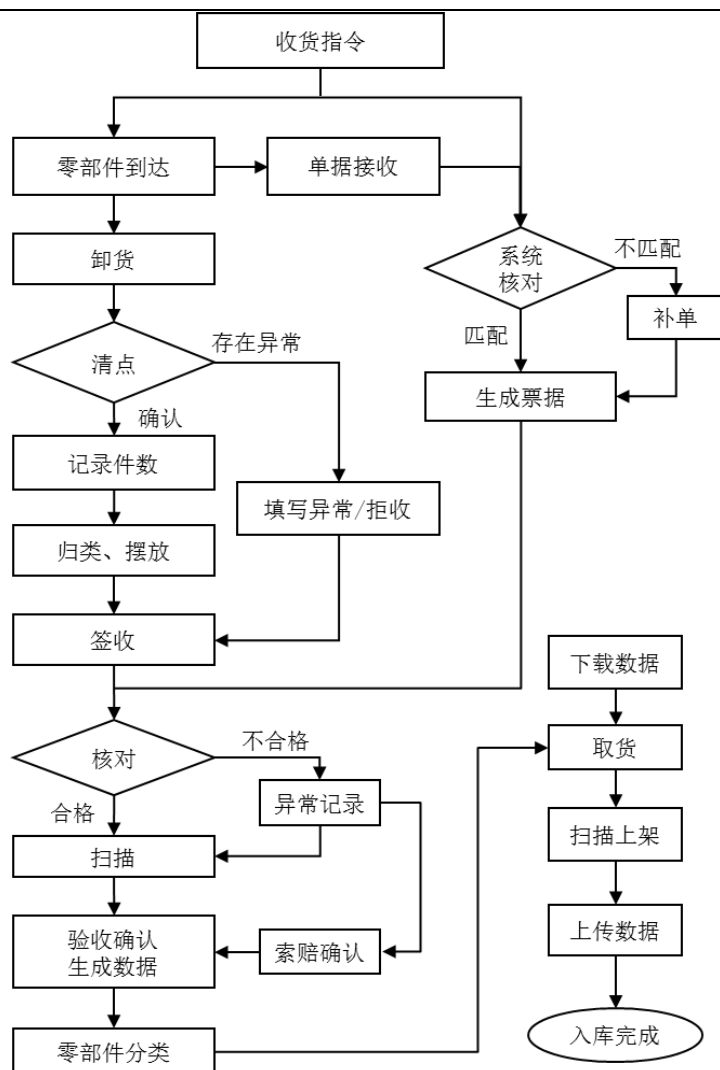 收货指令
零部件到达
单据接收
卸货
系统
核对
不匹配
补单
匹配
清点
存在异常
生成票据
确认
记录件数
填写异常/拒收
归类、摆放
签收
下载数据
核对
不合格
取货
异常记录
合格
扫描
扫描上架
验收确认
生成数据
索赔确认
上传数据
零部件分类
入库完成